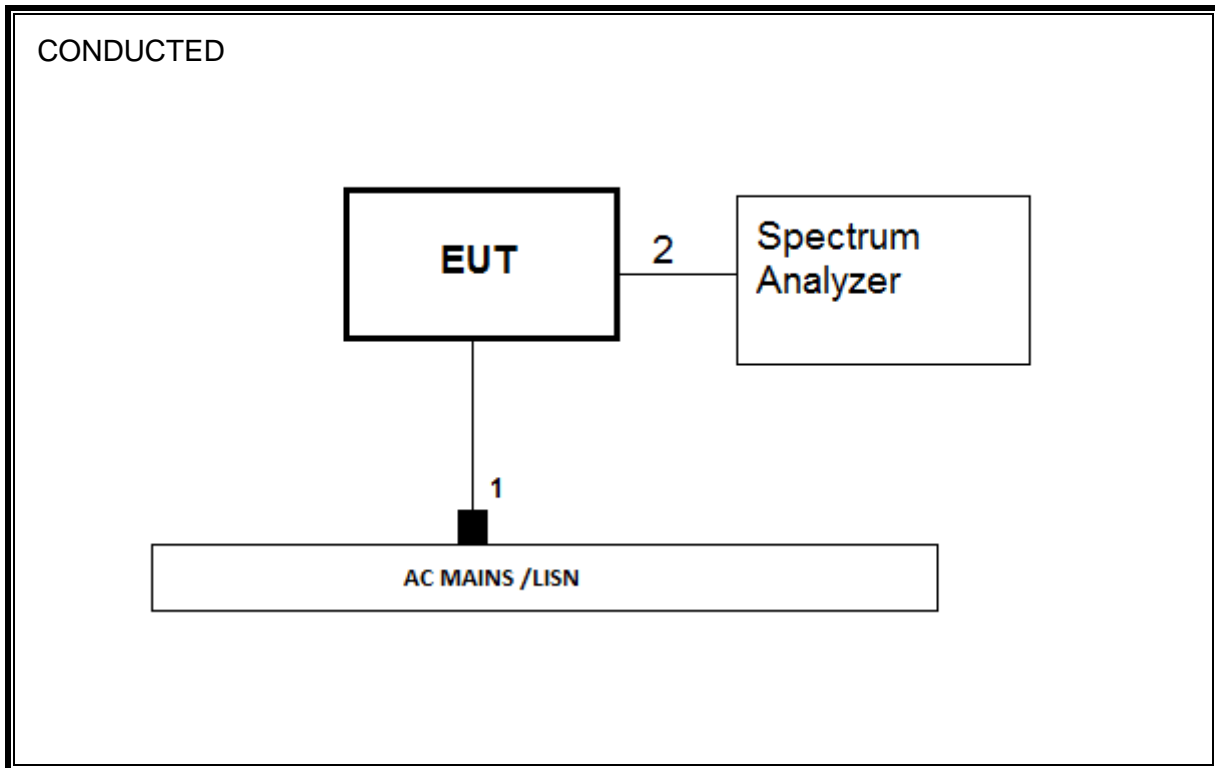 CONDUCTED
EUT
2
Spectrum
Analyzer
1
AC MAINS /LISN